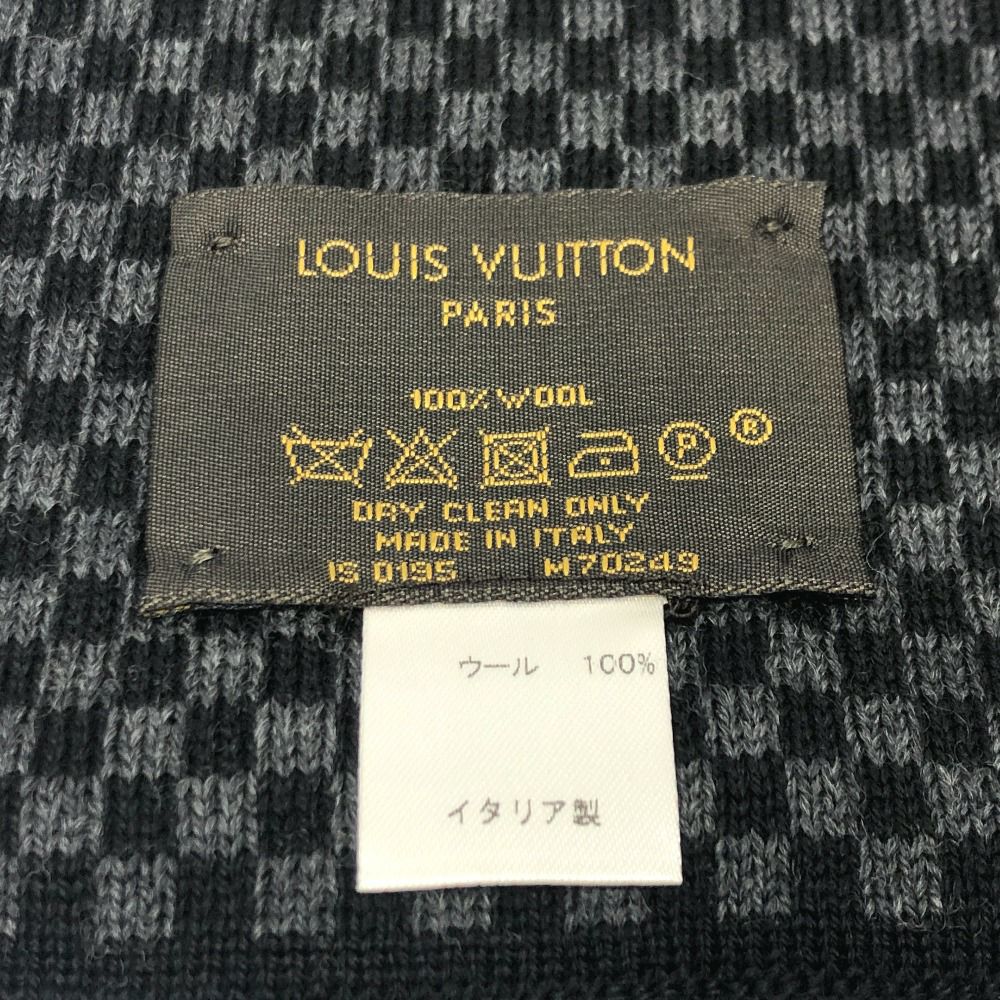 LOUIS VUITTON
PARIS
100% WOOL
P ®
DRY CLEAN ONLY
MADE IN ITALY
IS 0195 M70249
ウール 100%
イタリア製